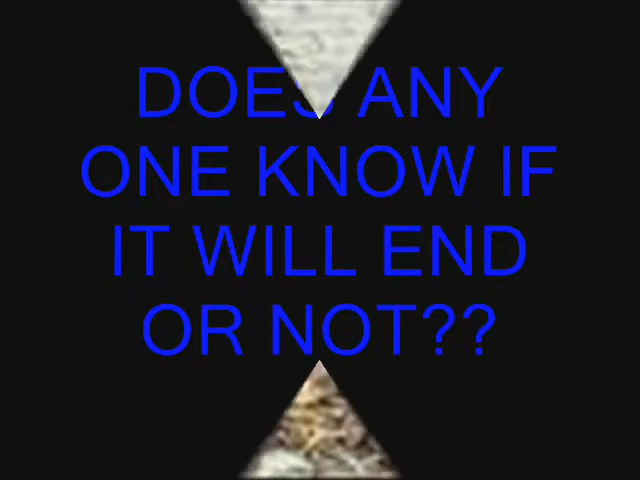 DOES ANY
ONE KNOW IF
IT WILL END
OR NOT??